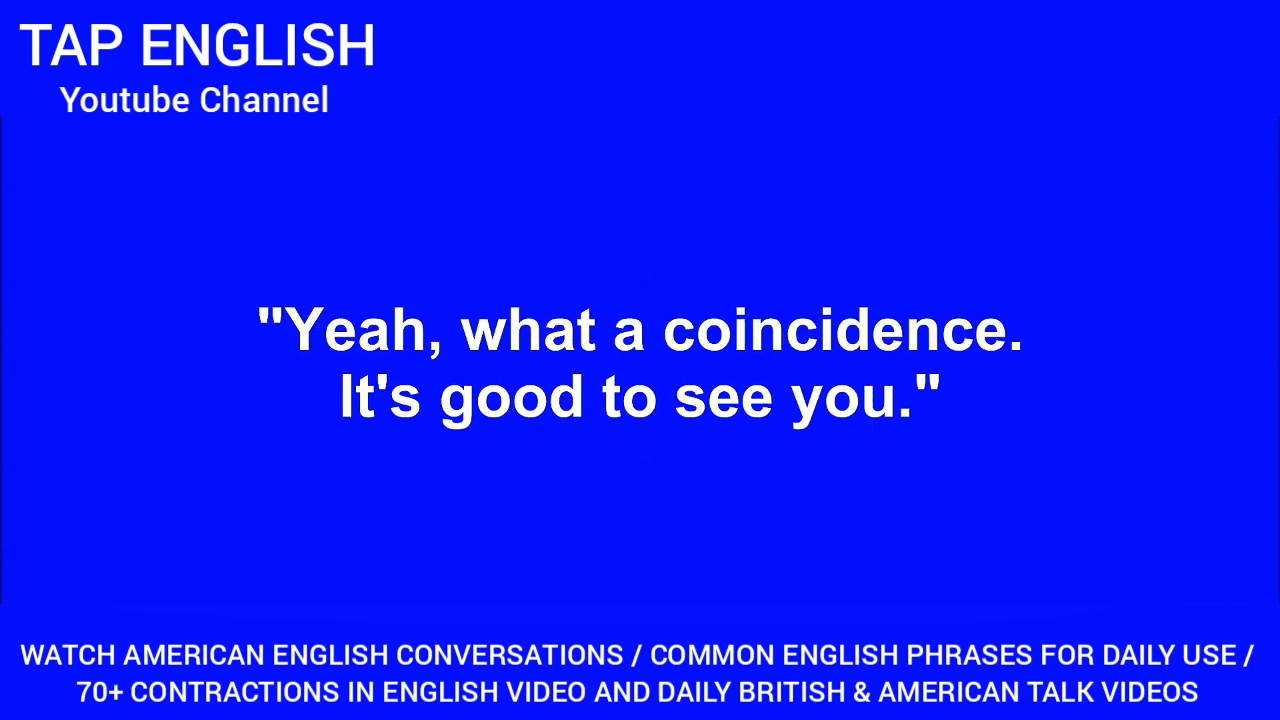 TAP ENGLISH
Youtube Channel
"Yeah, what a coincidence.
It's good to see you."
WATCH AMERICAN ENGLISH CONVERSATIONS / COMMON ENGLISH PHRASES FOR DAILY USE /
70+ CONTRACTIONS IN ENGLISH VIDEO AND DAILY BRITISH & AMERICAN TALK VIDEOS